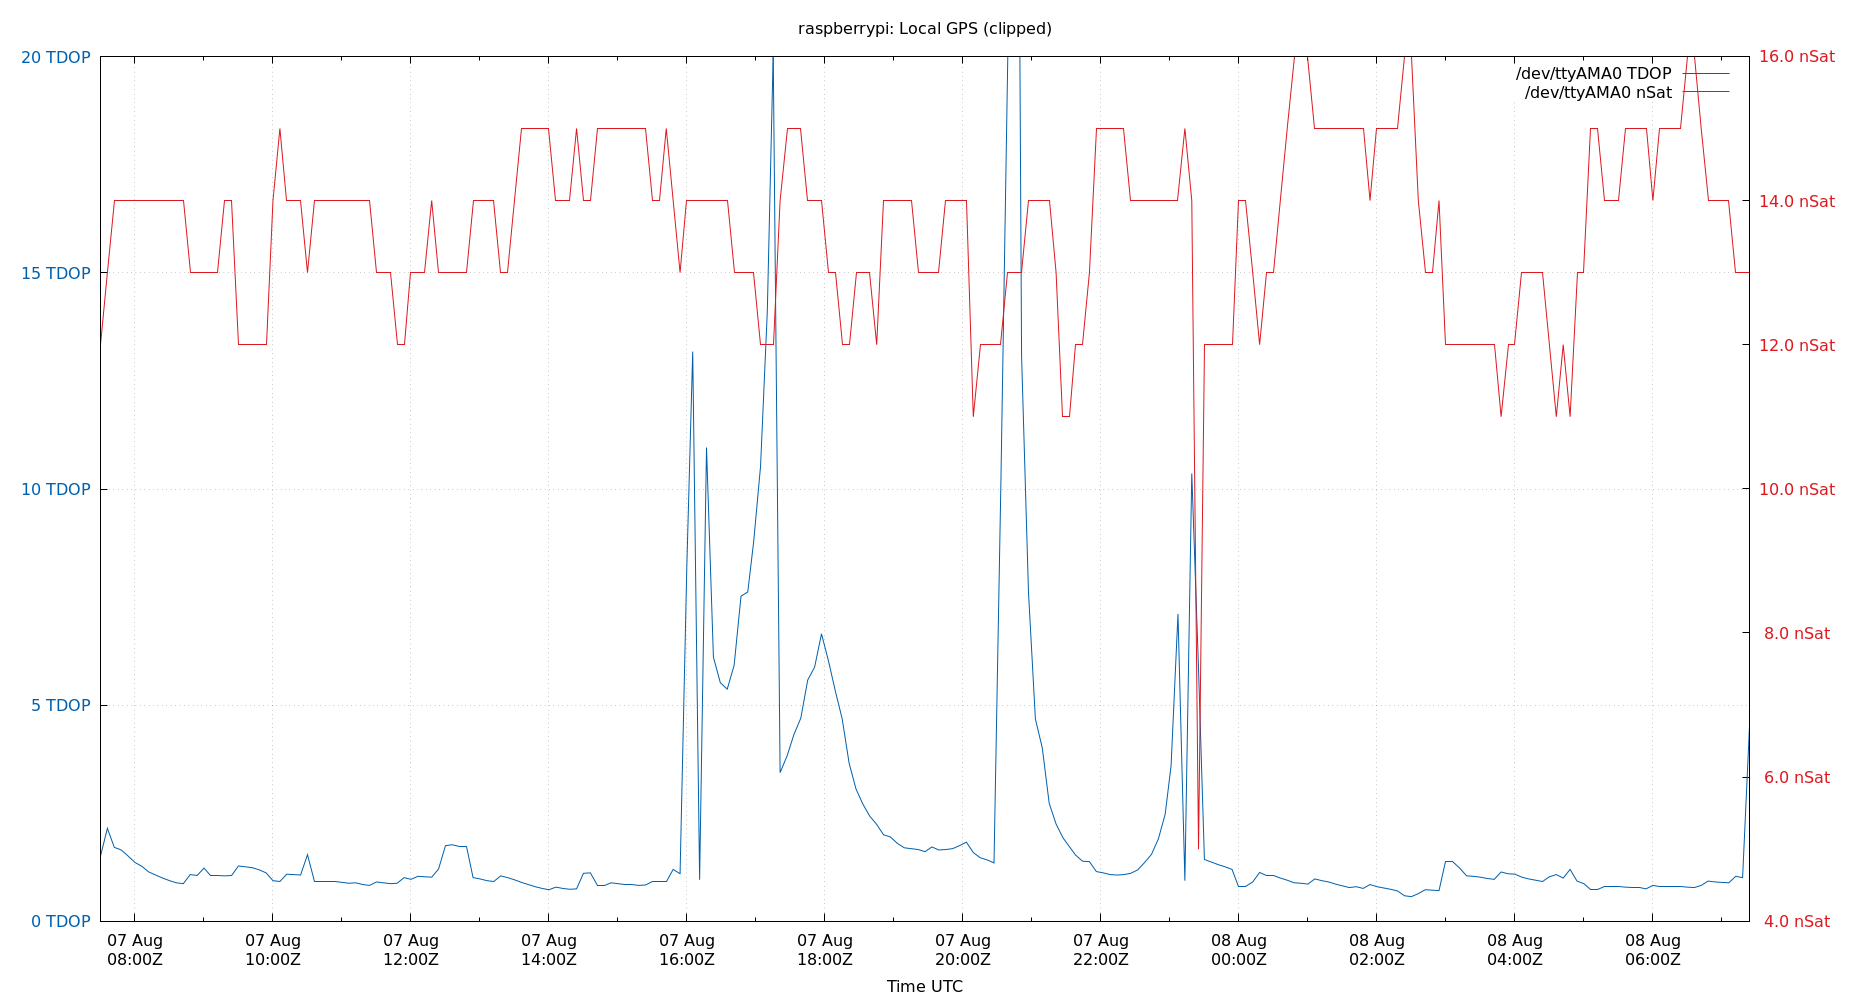 raspberrypi: Local GPS (clipped)
20 TDOP
15 TDOP
10 TDOP
5 TDOP
0 TDOP
16.0 nSat
14.0 nSat
12.0 nSat
10.0 nSat
8.0 nSat
6.0 nSat
4.0 nSat
/dev/ttyAMA0 TDOP
/dev/ttyAMA0 nSat
07 Aug
08:00Z
07 Aug
10:00Z
07 Aug
12:00Z
07 Aug
14:00Z
07 Aug
16:00Z
07 Aug
18:00Z
07 Aug
20:00Z
07 Aug
22:00Z
08 Aug
00:00Z
08 Aug
02:00Z
08 Aug
04:00Z
08 Aug
06:00Z
Time UTC